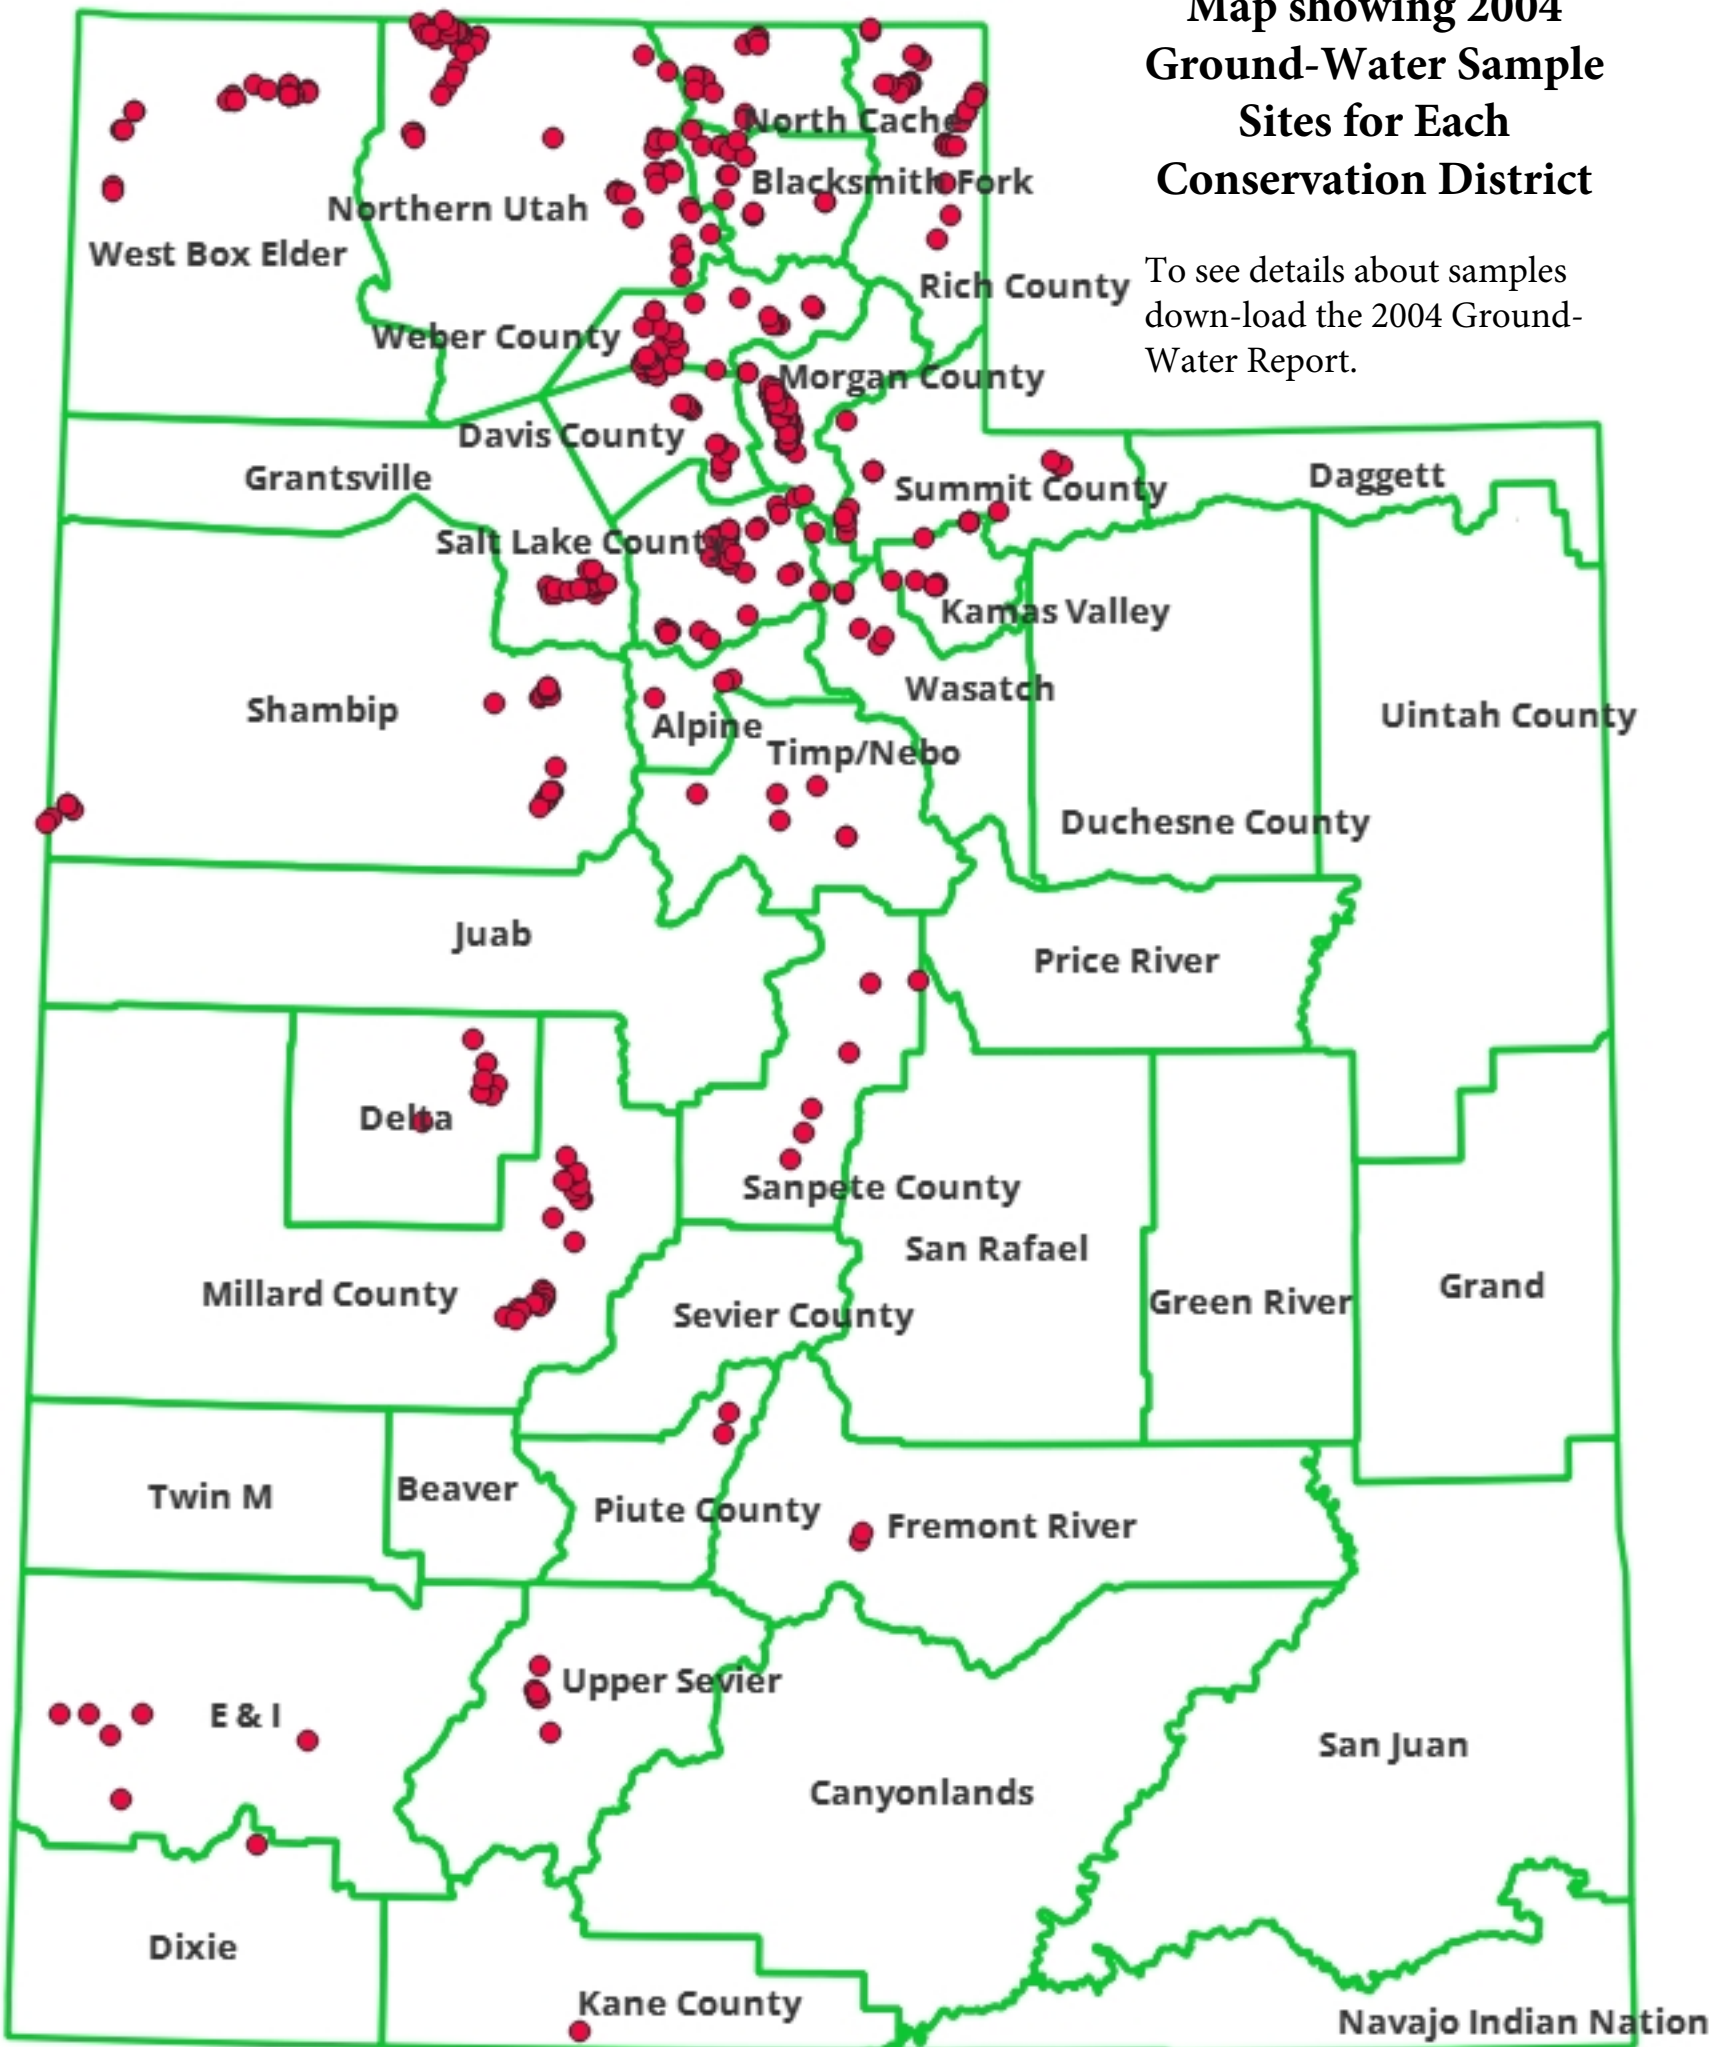 Map showing 2004
Ground-Water Sample
Sites for Each
Conservation District
To see details about samples
down-load the 2004 Ground-
Water Report.
North Cache
Blacksmith Fork
Northern Utah
West Box Elder
Rich County
Weber County
Morgan County
Davis County
Grantsville
Summit County
Daggett
Salt Lake County
Kamas Valley
Wasatch
Shambip
Alpine
Uintah County
Timp/Nebo
Duchesne County
Juab
Price River
Delta
Sanpete County
San Rafael
Millard County
Grand
Green River
Sevier County
Twin M
Beaver
Piute County
Fremont River
Upper Sevier
E & I
San Juan
Canyonlands
Dixie
Kane County
Navajo Indian Nation